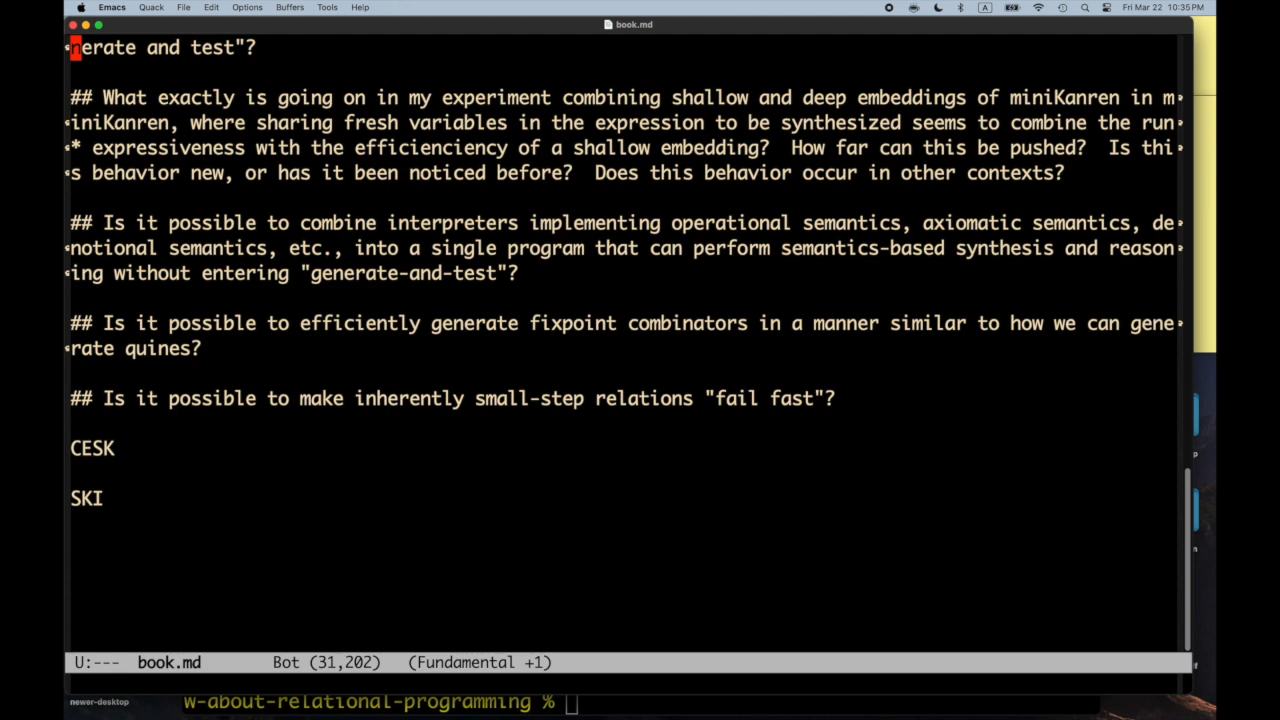 Emacs Quack File Edit Options Buffers Tools Help A Fri Mar 22 10:35 PM
book.md
nerate and test"?
## What exactly is going on in my experiment combining shallow and deep embeddings of miniKanren in m
iniKanren, where sharing fresh variables in the expression to be synthesized seems to combine the run
* expressiveness with the efficienciency of a shallow embedding?  How far can this be pushed?  Is thi
s behavior new, or has it been noticed before?  Does this behavior occur in other contexts?
## Is it possible to combine interpreters implementing operational semantics, axiomatic semantics, de
notional semantics, etc., into a single program that can perform semantics-based synthesis and reason
ing without entering "generate-and-test"?
## Is it possible to efficiently generate fixpoint combinators in a manner similar to how we can gene
rate quines?
## Is it possible to make inherently small-step relations "fail fast"?
CESK
SKI
U:--- book.md Bot (31,202) (Fundamental +1)
newer-desktop w-about-relational-programming %